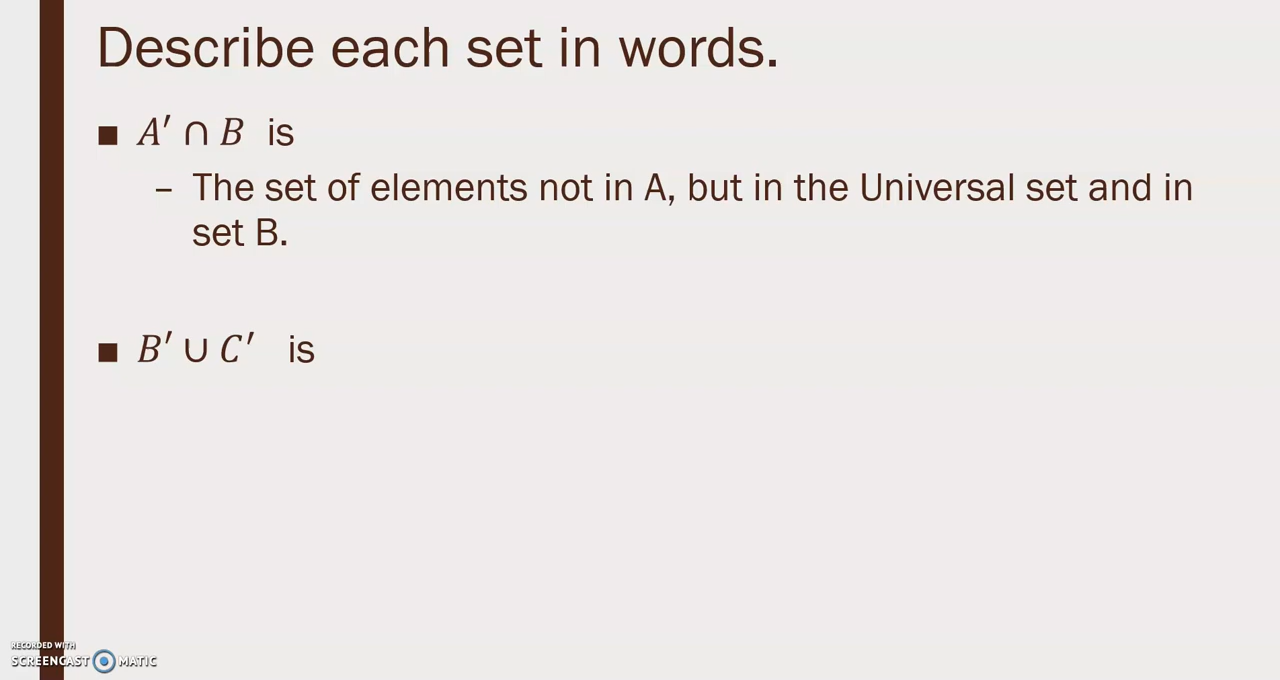 Describe each set in words.
■ A′ ∩ B is
– The set of elements not in A, but in the Universal set and in
set B.
■ B′ ∪ C′ is
RECORDED WITH
SCREENCAST MATIC